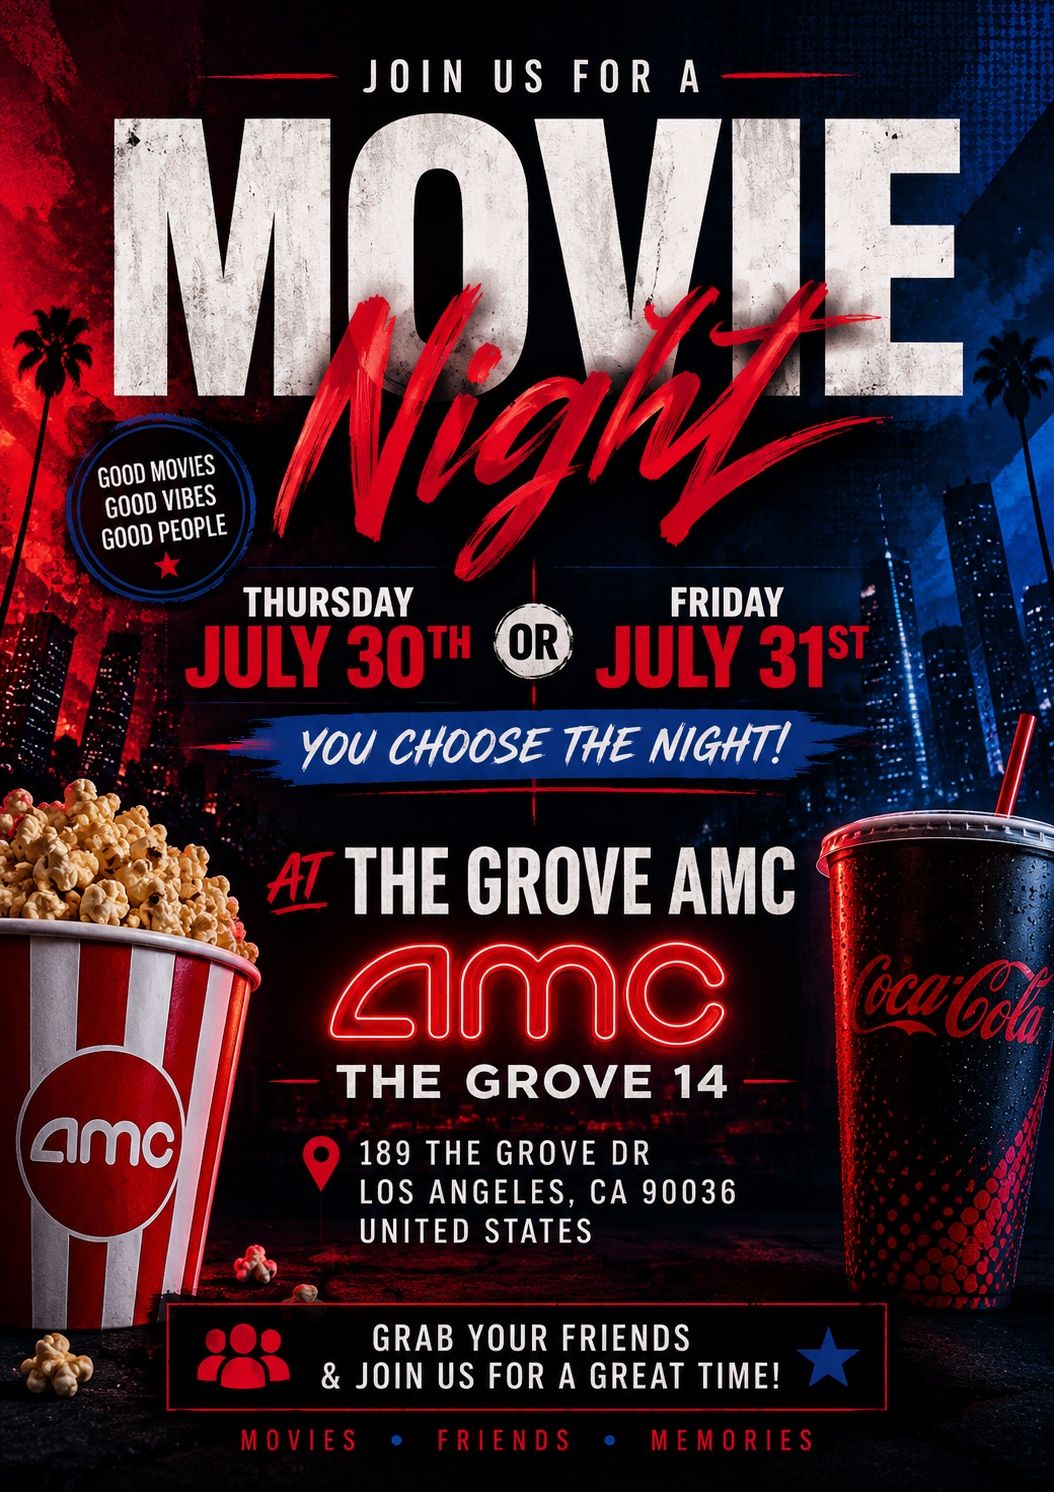 JOIN US FOR A
MOVIE
Night
GOOD MOVIES
GOOD VIBES
GOOD PEOPLE
THURSDAY
JULY 30TH
OR
FRIDAY
JULY 31ST
YOU CHOOSE THE NIGHT!
AT THE GROVE AMC
amc
THE GROVE 14
189 THE GROVE DR
LOS ANGELES, CA 90036
UNITED STATES
amc
Coca-Cola
GRAB YOUR FRIENDS
& JOIN US FOR A GREAT TIME!
MOVIES • FRIENDS • MEMORIES